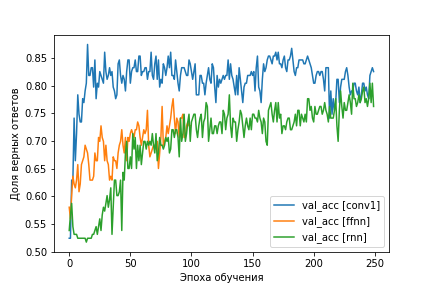 0.85
0.80
0.75
0.70
0.65
0.60
0.55
0.50
Доля верных ответов
val_acc [conv1]
val_acc [ffnn]
val_acc [rnn]
0 50 100 150 200 250
Эпоха обучения